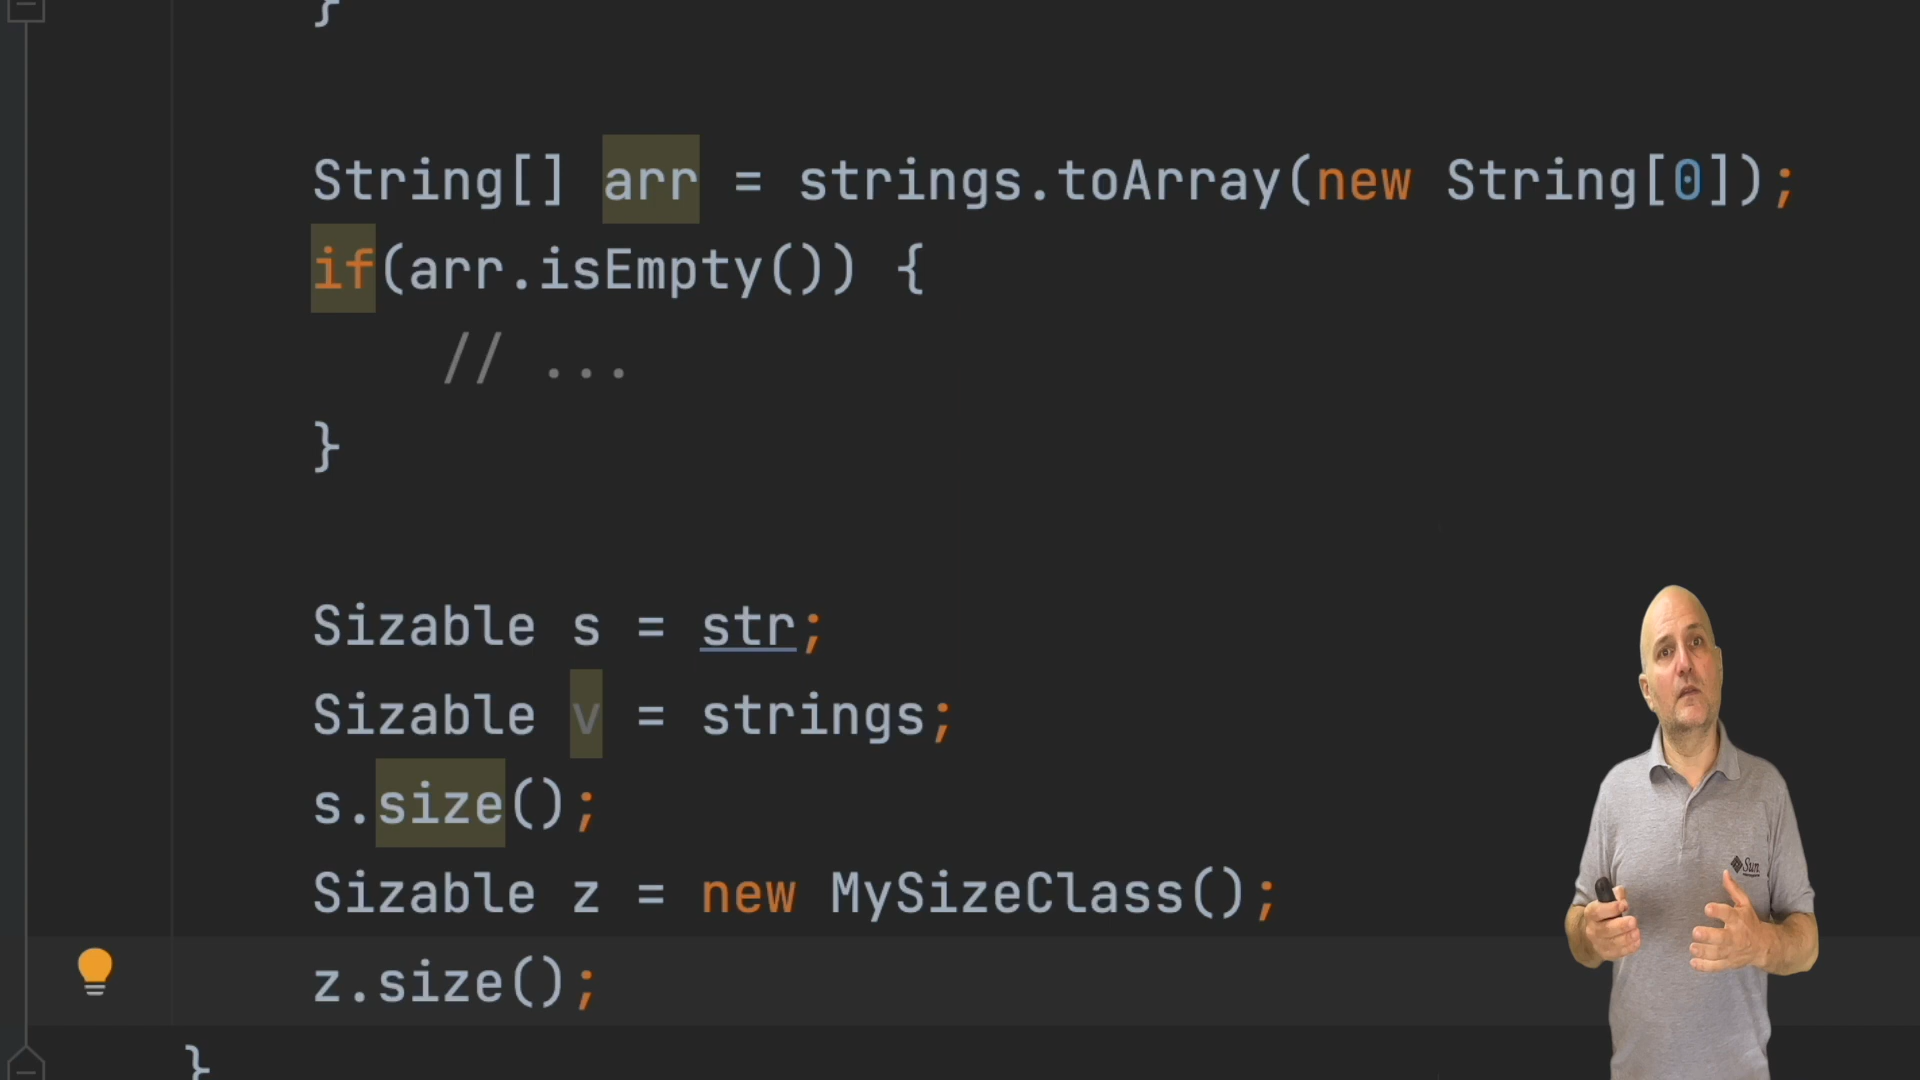 }
String[] arr = strings.toArray(new String[0]);
if(arr.isEmpty()) {
// ...
}
Sizable s = str;
Sizable v = strings;
s.size();
Sizable z = new MySizeClass();
z.size();
}
Sun